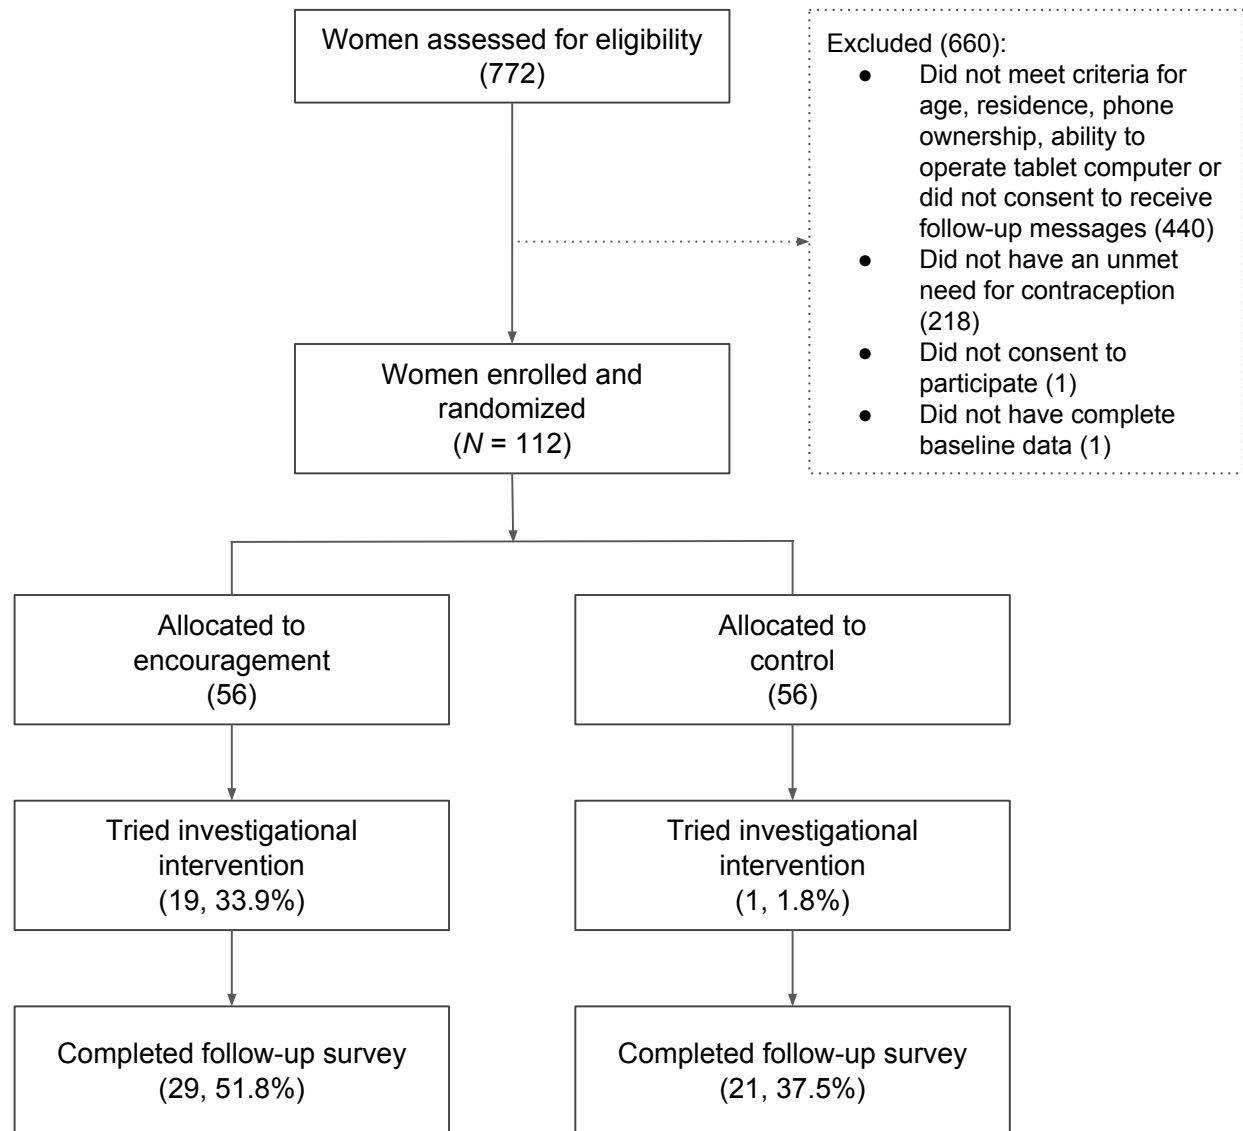 Women assessed for eligibility
(772)
Excluded (660):
● Did not meet criteria for
age, residence, phone
ownership, ability to
operate tablet computer or
did not consent to receive
follow-up messages (440)
● Did not have an unmet
need for contraception
(218)
● Did not consent to
participate (1)
● Did not have complete
baseline data (1)
Women enrolled and
randomized
(N = 112)
Allocated to
encouragement
(56)
Allocated to
control
(56)
Tried investigational
intervention
(19, 33.9%)
Tried investigational
intervention
(1, 1.8%)
Completed follow-up survey
(29, 51.8%)
Completed follow-up survey
(21, 37.5%)